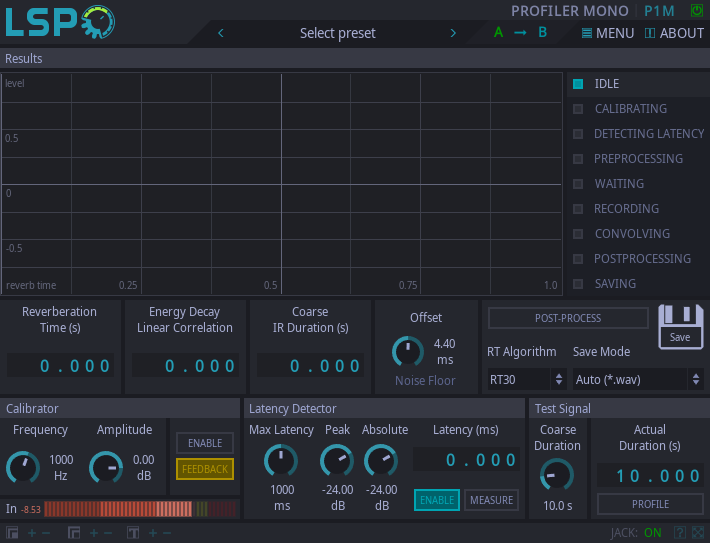 LSP
PROFILER MONO P1M
Select preset
A B
MENU
ABOUT
Results
level
0.5
0
-0.5
reverb time
0.25
0.5
0.75
1.0
IDLE
CALIBRATING
DETECTING LATENCY
PREPROCESSING
WAITING
RECORDING
CONVOLVING
POSTPROCESSING
SAVING
Reverberation
Time (s)
0.000
Energy Decay
Linear Correlation
0.000
Coarse
IR Duration (s)
0.000
Offset
4.40
ms
Noise Floor
POST-PROCESS
Save
RT Algorithm
Save Mode
RT30
Auto (*.wav)
Calibrator
Frequency
Amplitude
1000
Hz
0.00
dB
ENABLE
FEEDBACK
In -8.53
Latency Detector
Max Latency
Peak
Absolute
Latency (ms)
0.000
1000
ms
-24.00
dB
-24.00
dB
ENABLE
MEASURE
Test Signal
Coarse
Duration
10.0 s
Actual
Duration (s)
10.000
PROFILE
JACK: ON